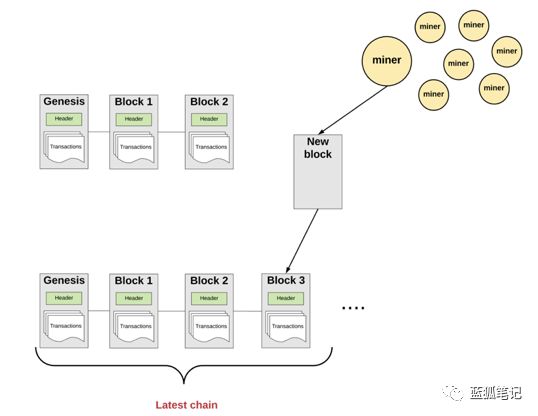 miner
miner
miner
miner
miner
miner
miner
Genesis
Block 1
Block 2
Header
Header
Header
Transactions
Transactions
Transactions
New
block
Genesis
Block 1
Block 2
Block 3
Header
Header
Header
Header
Transactions
Transactions
Transactions
Transactions
....
Latest chain
蓝狐笔记